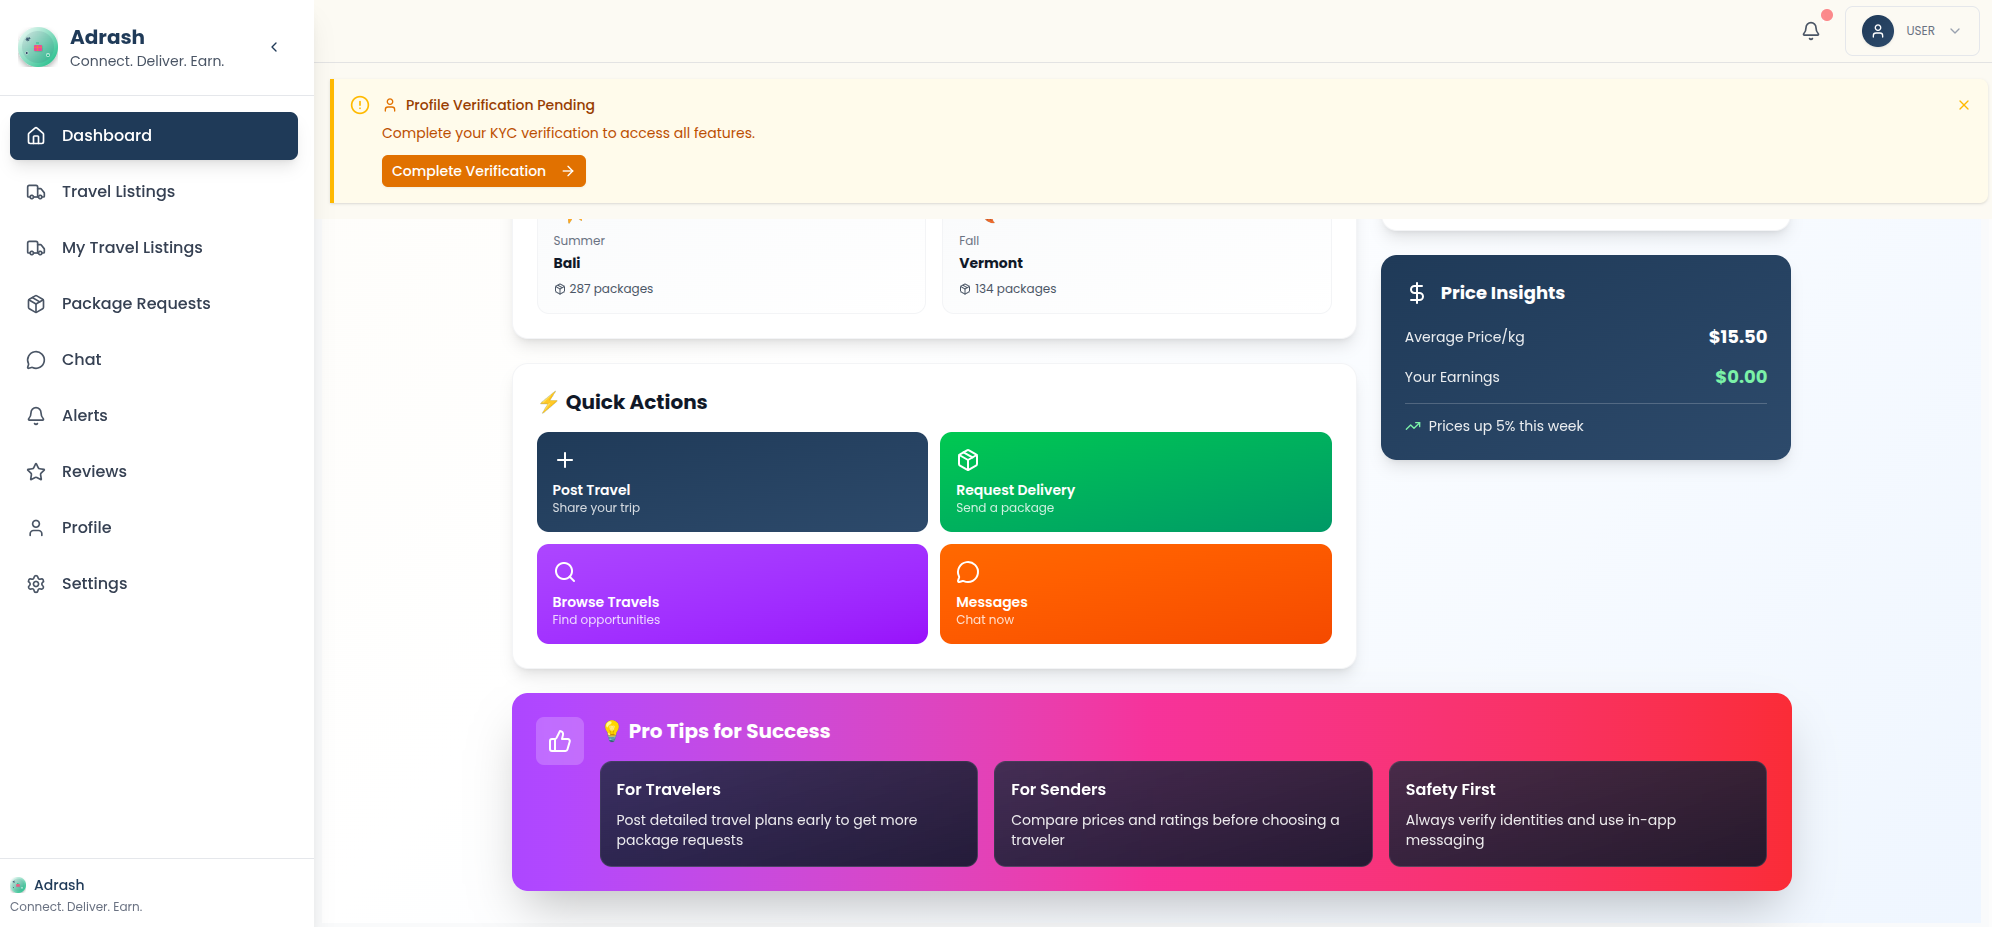 Adrash
Connect. Deliver. Earn.
Dashboard
Travel Listings
My Travel Listings
Package Requests
Chat
Alerts
Reviews
Profile
Settings
Adrash
Connect. Deliver. Earn.
USER
Profile Verification Pending
Complete your KYC verification to access all features.
Complete Verification
Summer
Bali
287 packages
Fall
Vermont
134 packages
Quick Actions
Post Travel
Share your trip
Request Delivery
Send a package
Browse Travels
Find opportunities
Messages
Chat now
Price Insights
Average Price/kg
$15.50
Your Earnings
$0.00
Prices up 5% this week
Pro Tips for Success
For Travelers
Post detailed travel plans early to get more
package requests
For Senders
Compare prices and ratings before choosing a
traveler
Safety First
Always verify identities and use in-app
messaging